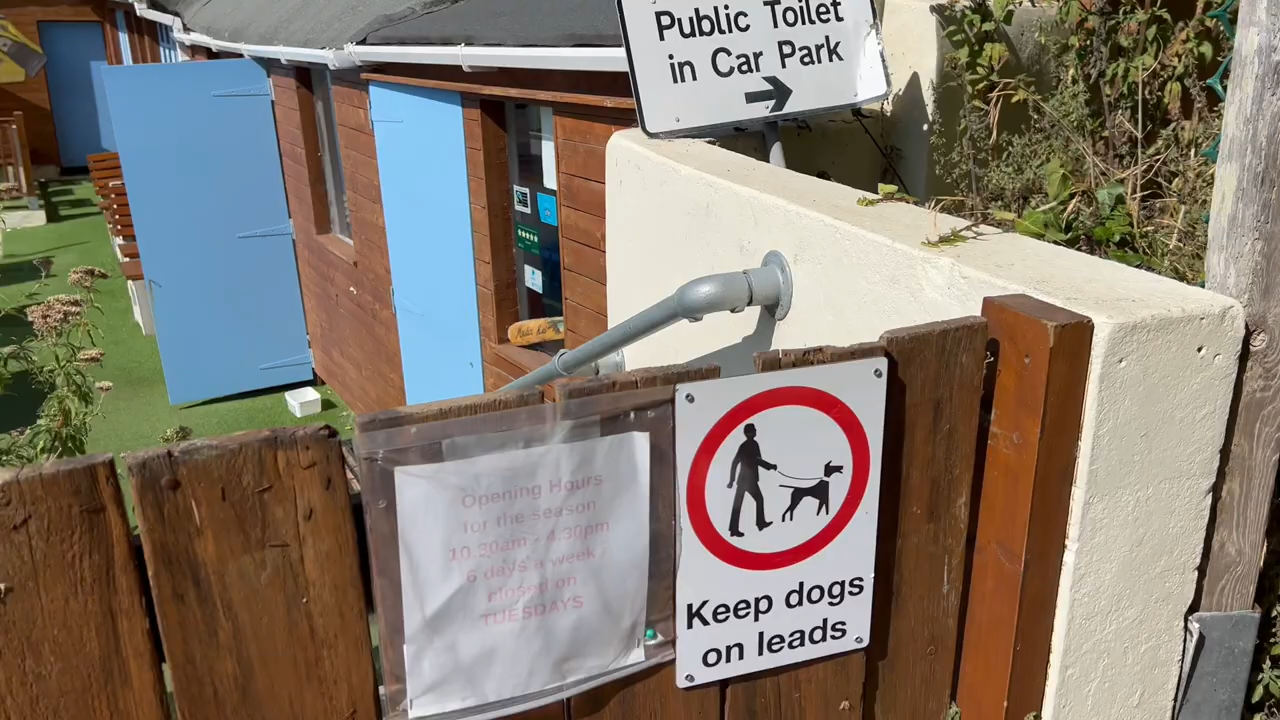 Public Toilet
in Car Park
Opening Hours
for the season
10.30am - 4.30pm
6 days a week /
closed on
TUESDAYS
Keep dogs
on leads